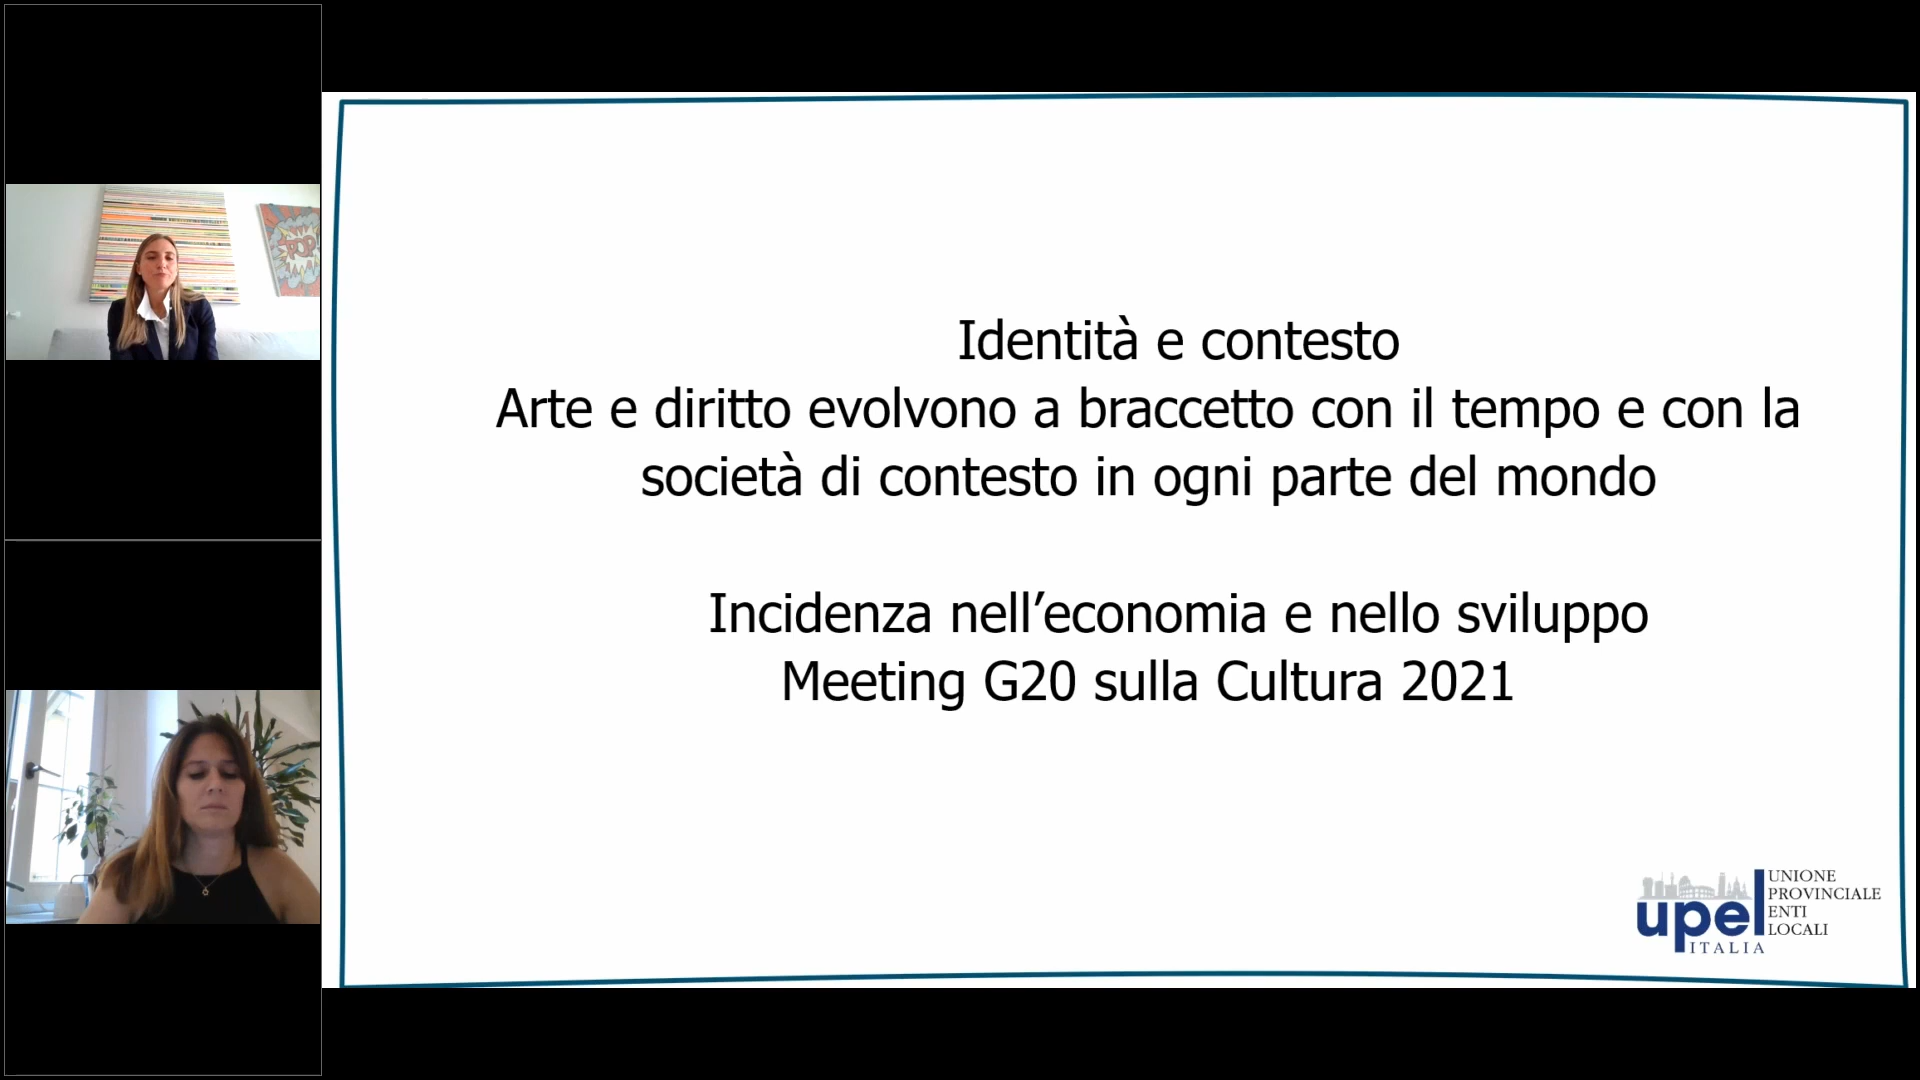 POP
Identità e contesto
Arte e diritto evolvono a braccetto con il tempo e con la
società di contesto in ogni parte del mondo
Incidenza nell’economia e nello sviluppo
Meeting G20 sulla Cultura 2021
upel
ITALIA
UNIONE
PROVINCIALE
ENTI
LOCALI